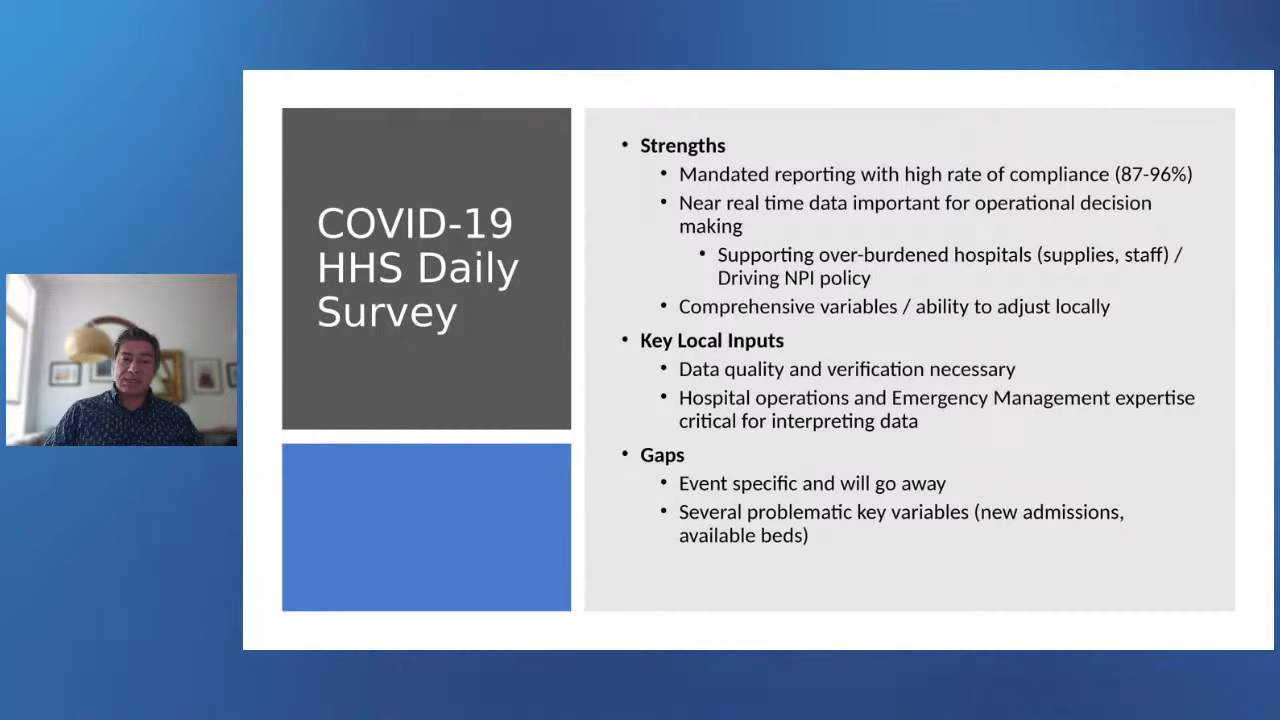 COVID-19
HHS Daily
Survey
• Strengths
• Mandated reporting with high rate of compliance (87-96%)
• Near real time data important for operational decision
making
• Supporting over-burdened hospitals (supplies, staff) /
Driving NPI policy
• Comprehensive variables / ability to adjust locally
• Key Local Inputs
• Data quality and verification necessary
• Hospital operations and Emergency Management expertise
critical for interpreting data
• Gaps
• Event specific and will go away
• Several problematic key variables (new admissions,
available beds)